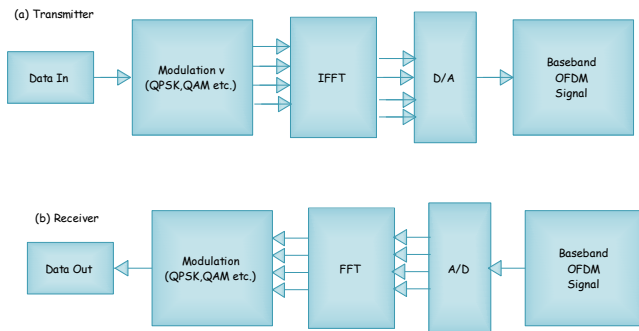 (a) Transmitter
Data In
Modulation v
(QPSK,QAM etc.)
IFFT
D/A
Baseband
OFDM
Signal
(b) Receiver
Data Out
Modulation
(QPSK,QAM etc.)
FFT
A/D
Baseband
OFDM
Signal